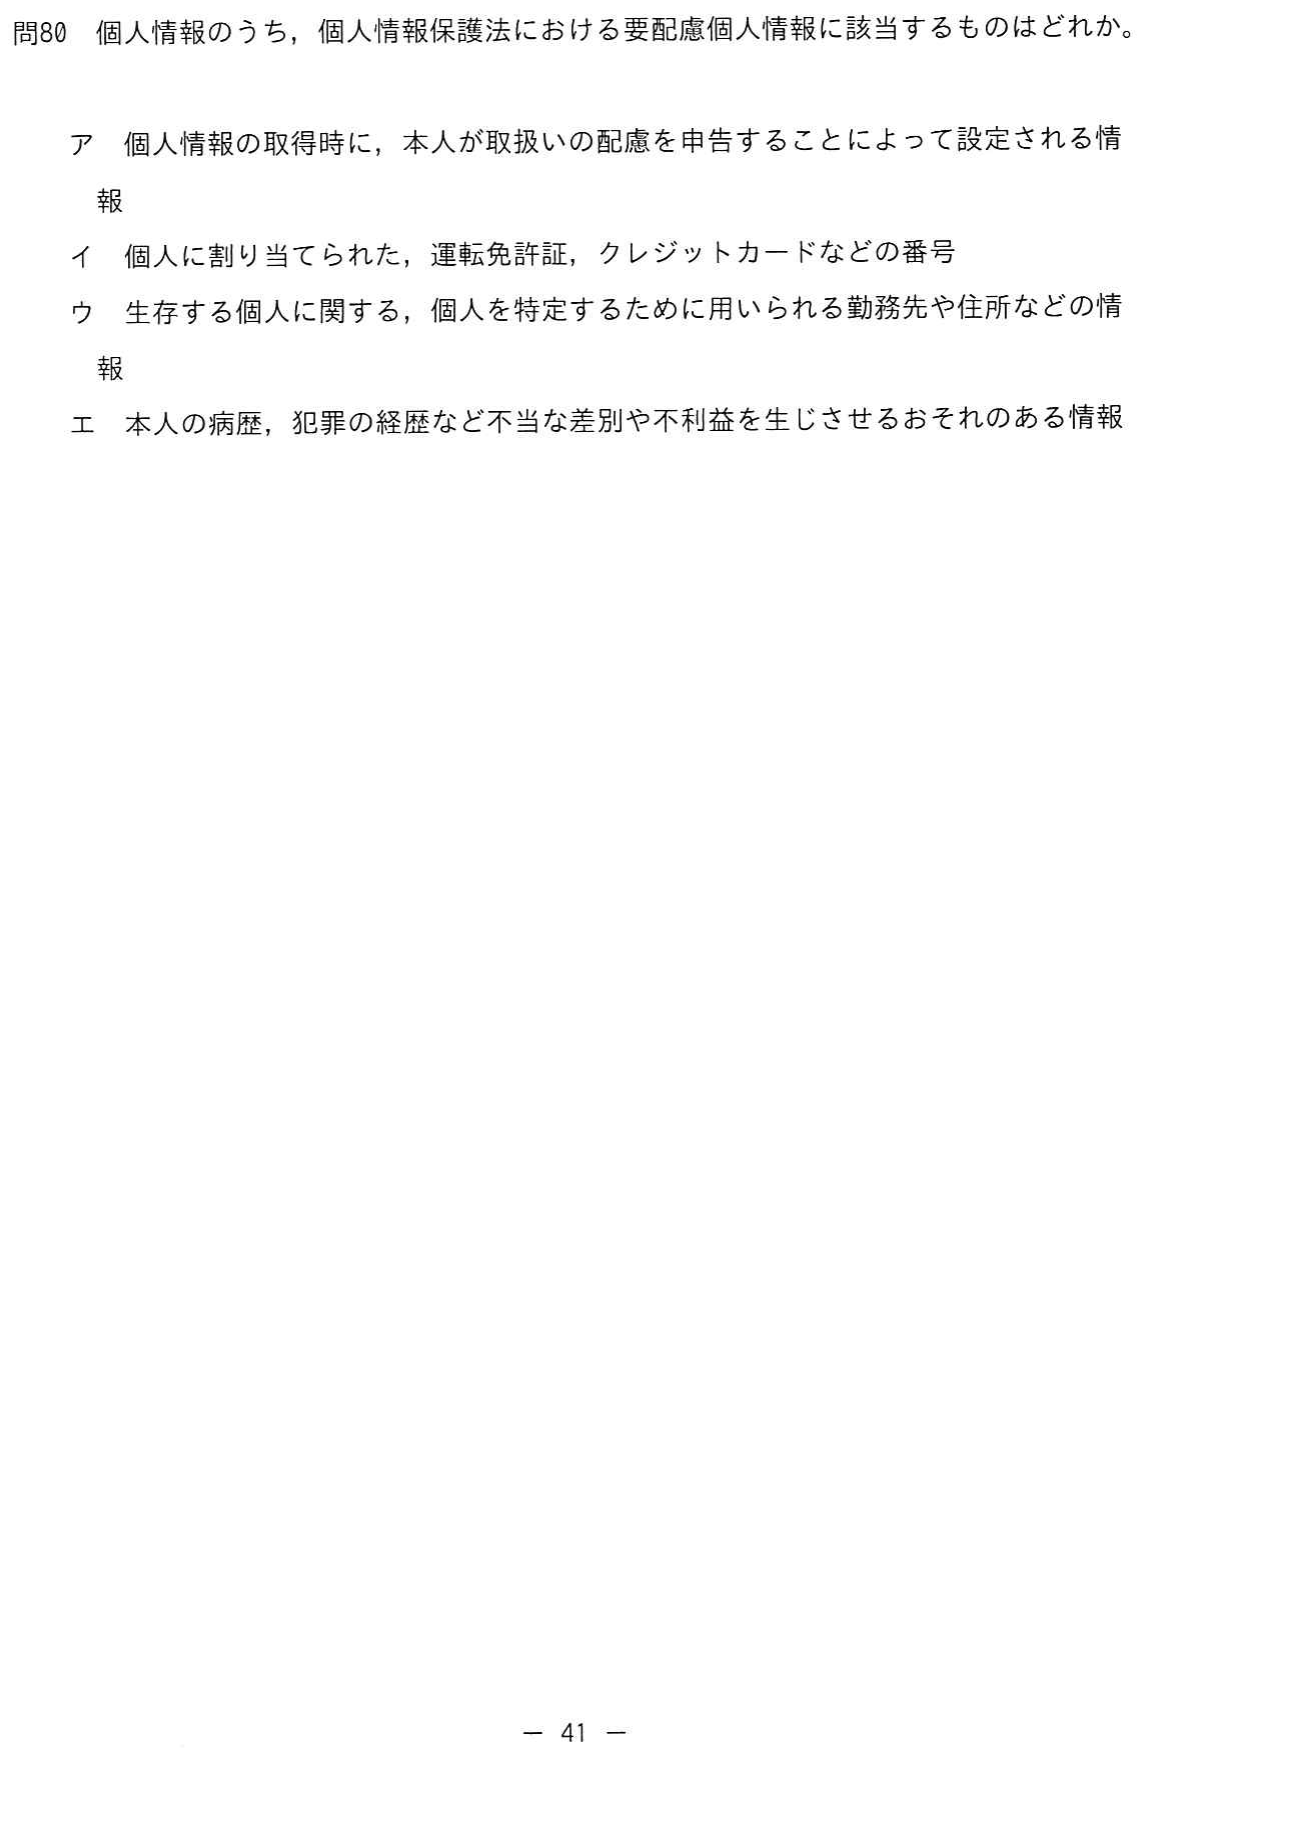 問80　個人情報のうち，個人情報保護法における要配慮個人情報に該当するものはどれか。
ア　個人情報の取得時に，本人が取扱いの配慮を申告することによって設定される情
報
イ　個人に割り当てられた，運転免許証，クレジットカードなどの番号
ウ　生存する個人に関する，個人を特定するために用いられる勤務先や住所などの情
報
エ　本人の病歴，犯罪の経歴など不当な差別や不利益を生じさせるおそれのある情報
－ 41 －